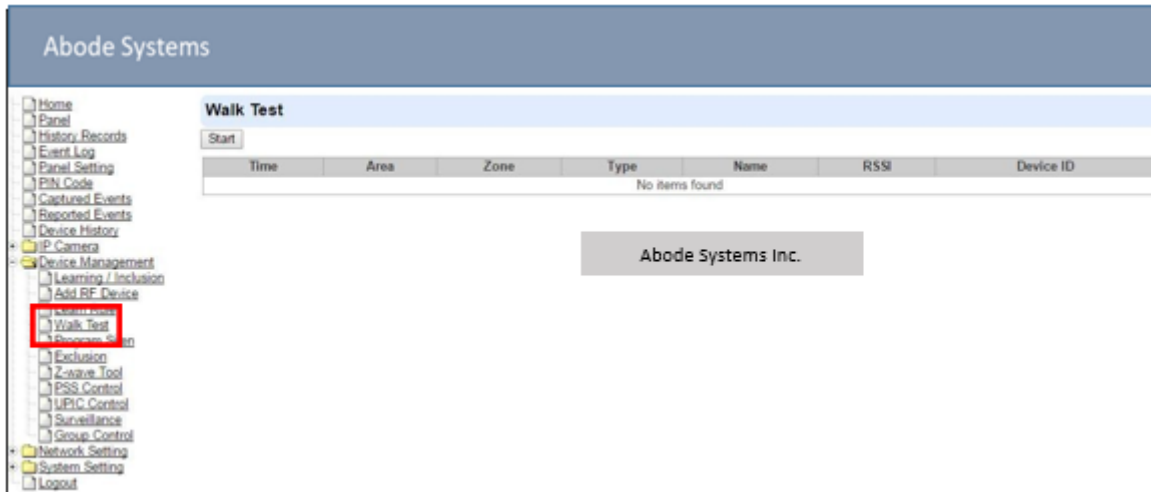 Abode Systems
Home
Panel
History Records
Event Log
Panel Setting
PIN Code
Captured Events
Reported Events
Device History
IP Camera
Device Management
Learning / Inclusion
Add RF Device
Walk Test
Program Siren
Exclusion
Z-wave Tool
PSS Control
UPIC Control
Surveillance
Group Control
Network Setting
System Setting
Logout
Walk Test
Start
Time Area Zone Type Name RSSI Device ID
No items found
Abode Systems Inc.